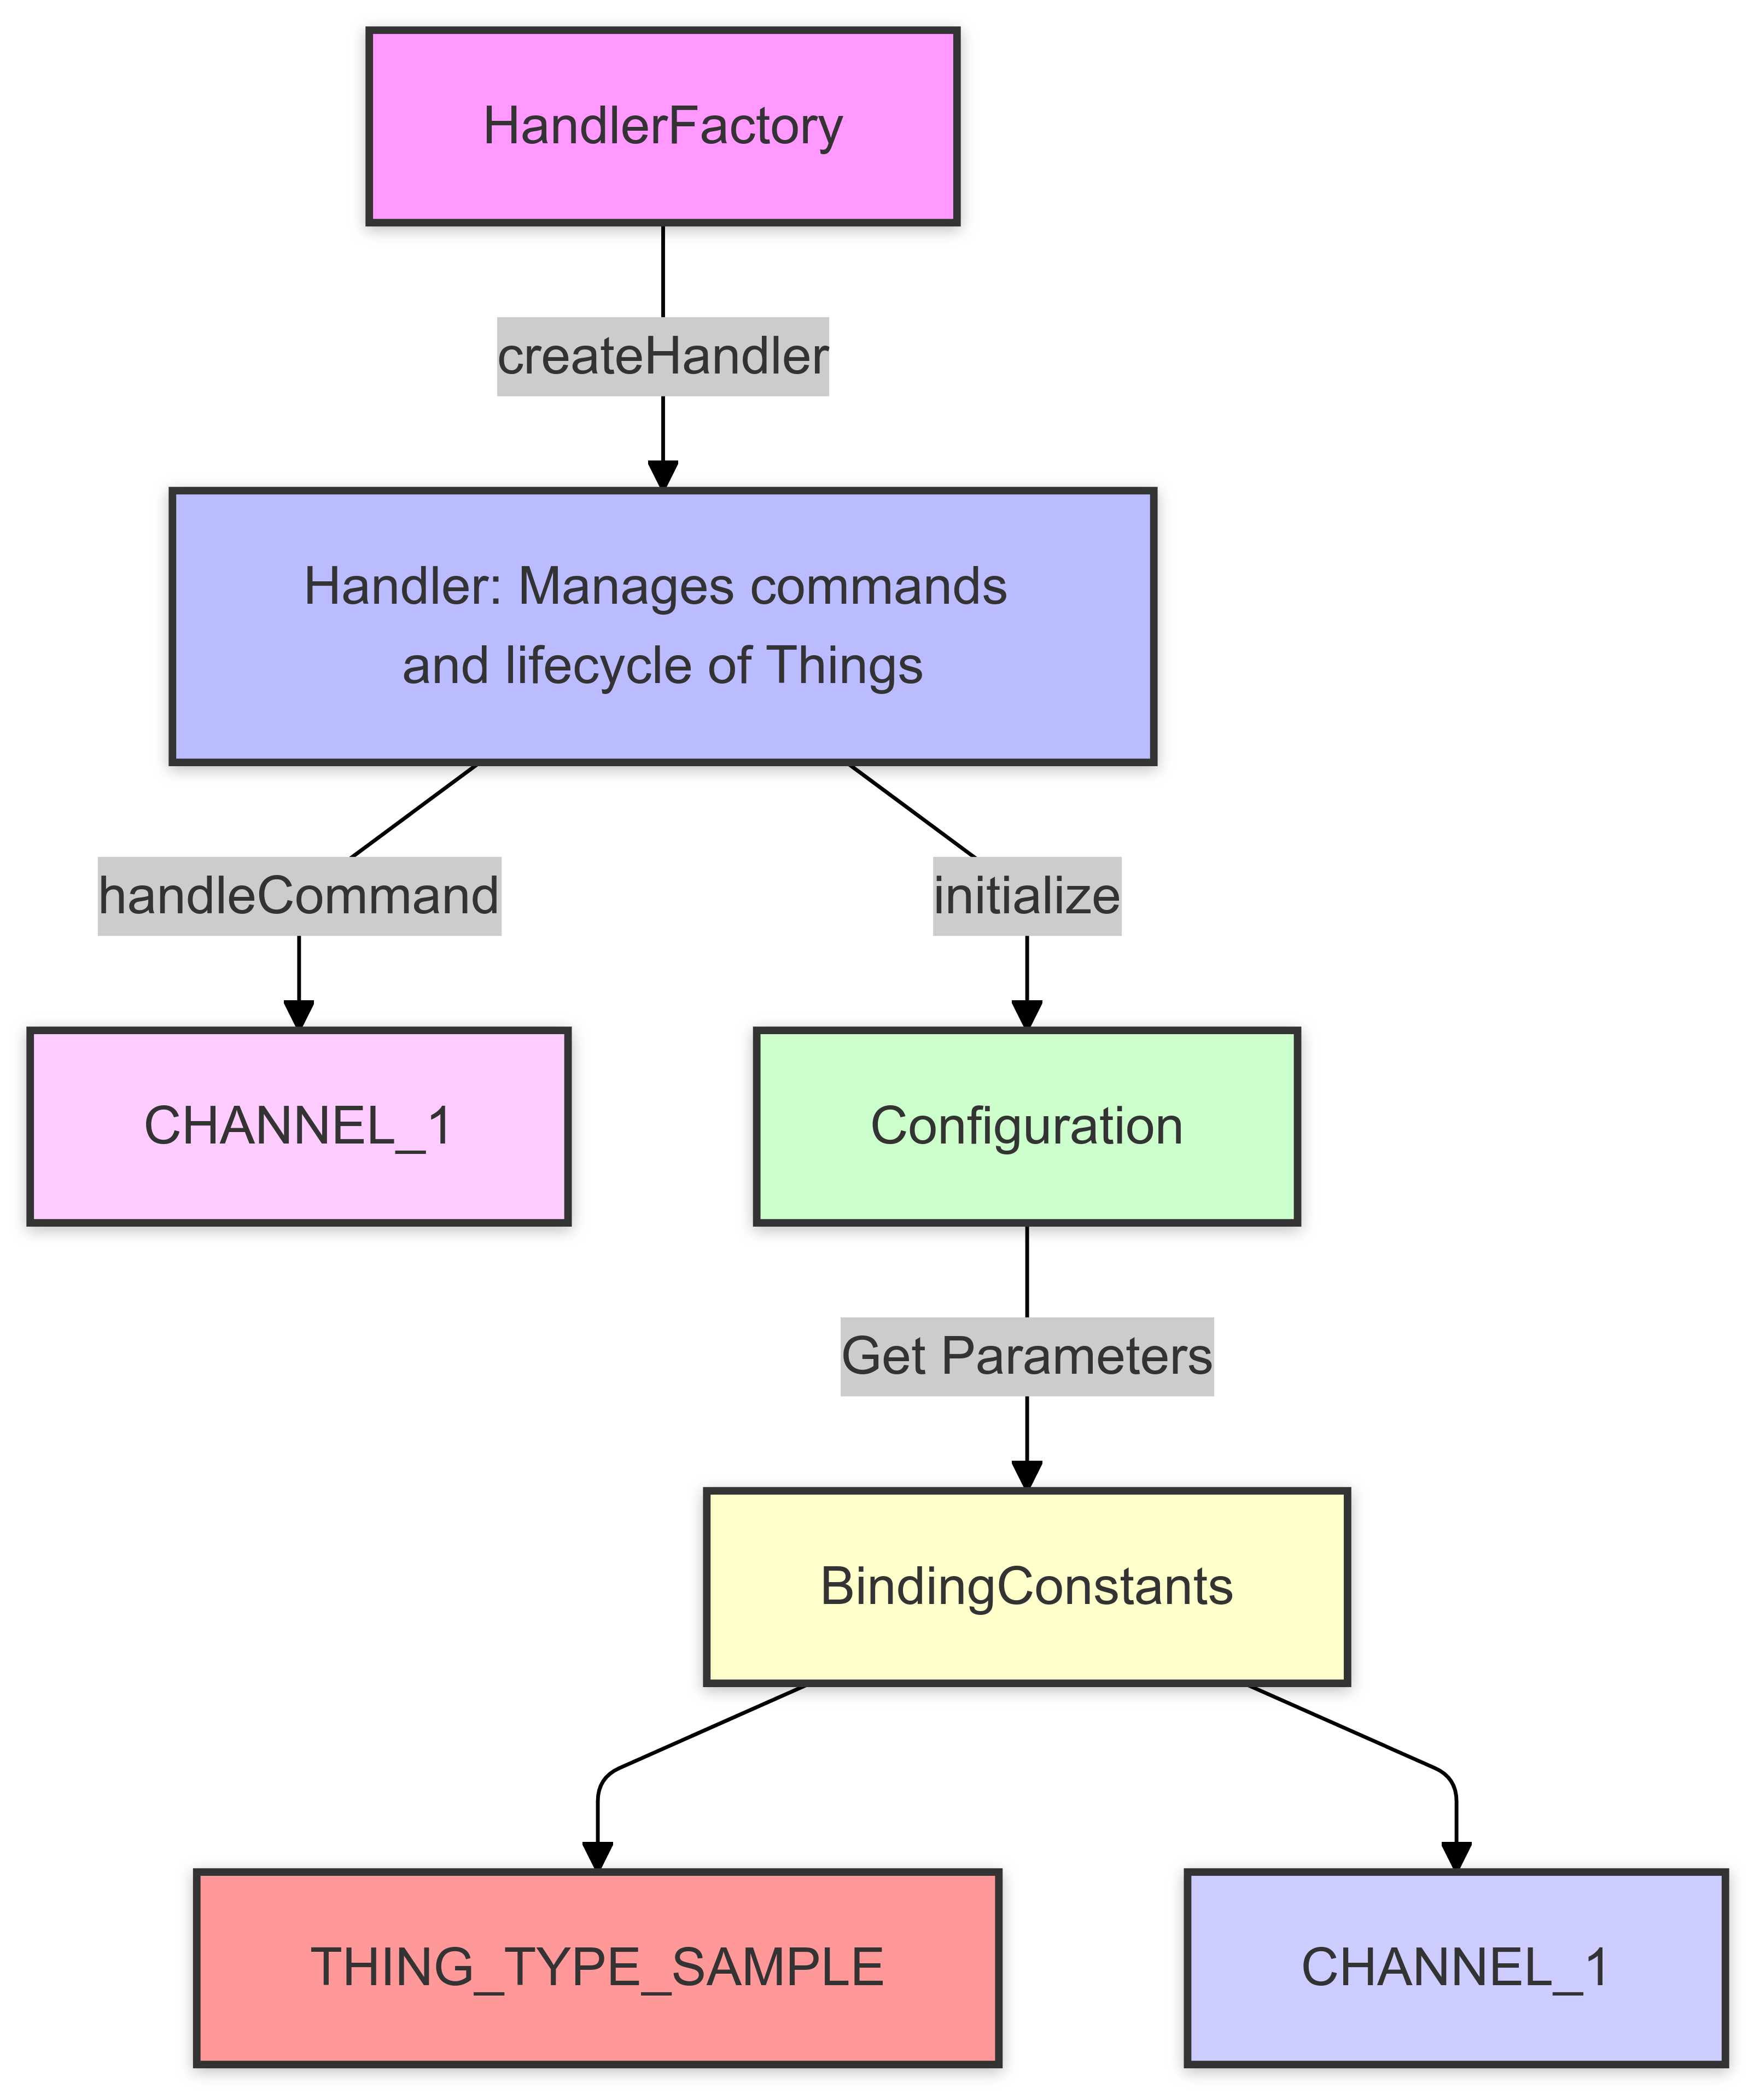 HandlerFactory
createHandler
Handler: Manages commands
and lifecycle of Things
handleCommand
initialize
CHANNEL_1
Configuration
Get Parameters
BindingConstants
THING_TYPE_SAMPLE
CHANNEL_1